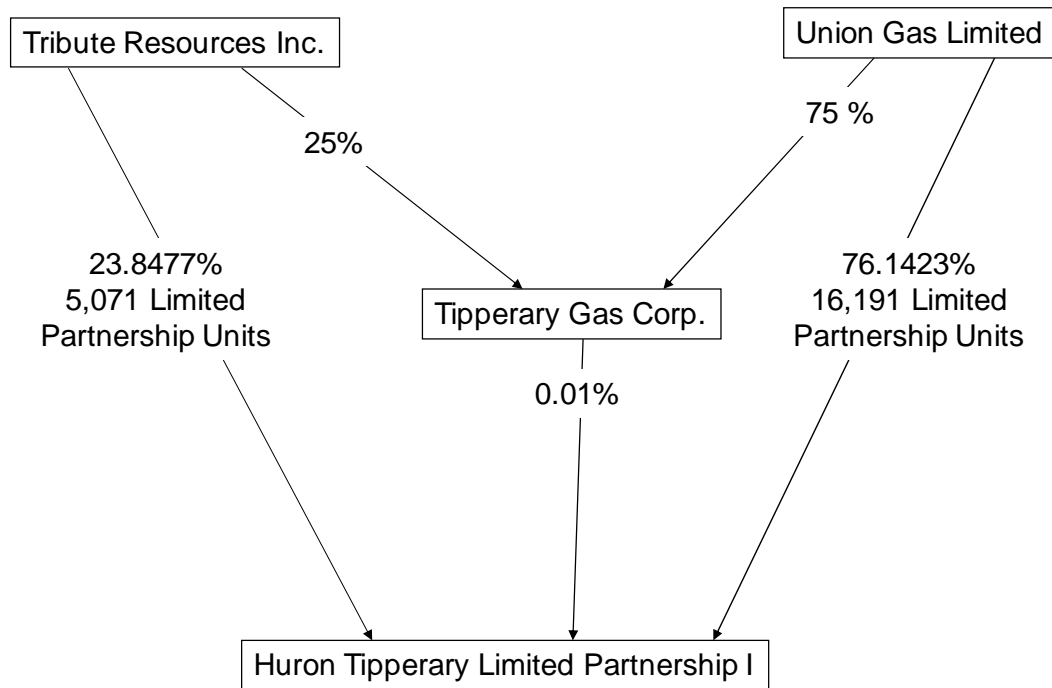 Tribute Resources Inc.
Union Gas Limited
25%
75 %
23.8477%
5,071 Limited
Partnership Units
76.1423%
16,191 Limited
Partnership Units
Tipperary Gas Corp.
0.01%
Huron Tipperary Limited Partnership I